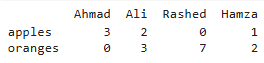 Ahmad Ali Rashed Hamza
apples 3 2 0 1
oranges 0 3 7 2